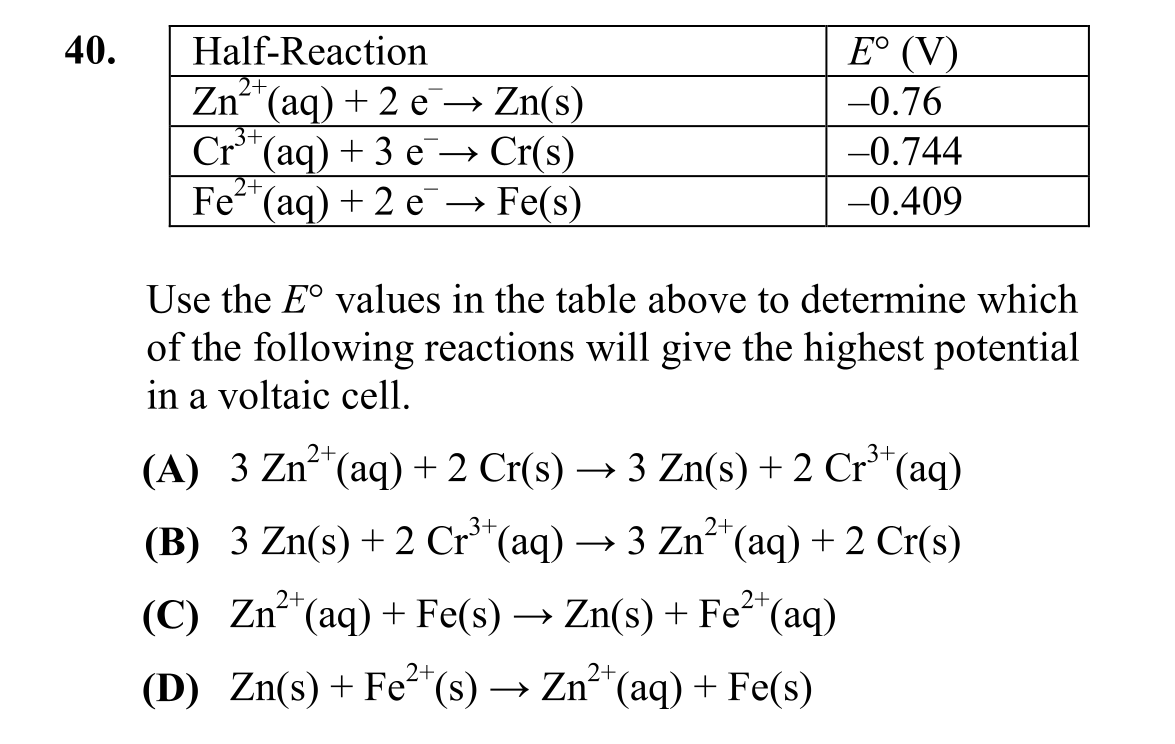 40. Half-Reaction E° (V)
Zn²⁺(aq) + 2 e⁻→ Zn(s) –0.76
Cr³⁺(aq) + 3 e⁻→ Cr(s) –0.744
Fe²⁺(aq) + 2 e⁻→ Fe(s) –0.409
Use the E° values in the table above to determine which
of the following reactions will give the highest potential
in a voltaic cell.
(A) 3 Zn²⁺(aq) + 2 Cr(s) → 3 Zn(s) + 2 Cr³⁺(aq)
(B) 3 Zn(s) + 2 Cr³⁺(aq) → 3 Zn²⁺(aq) + 2 Cr(s)
(C) Zn²⁺(aq) + Fe(s) → Zn(s) + Fe²⁺(aq)
(D) Zn(s) + Fe²⁺(s) → Zn²⁺(aq) + Fe(s)